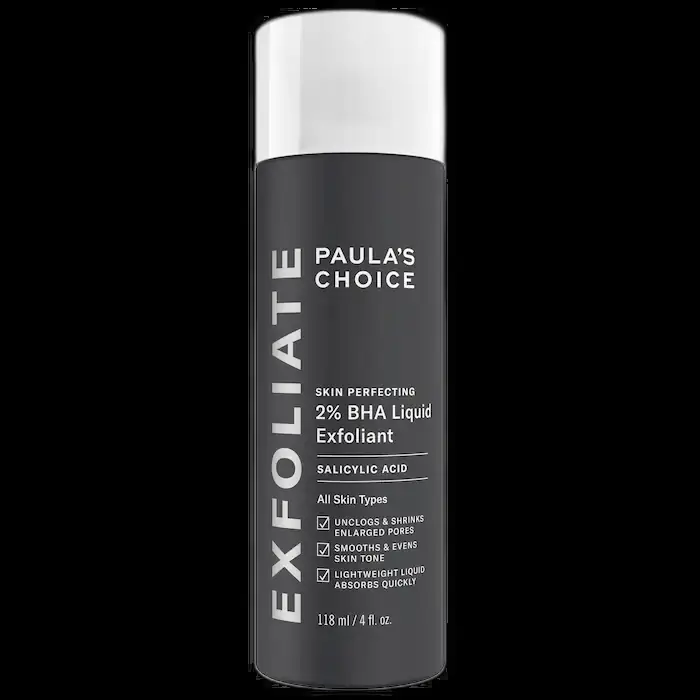 EXFOLIATE
PAULA'S
CHOICE
SKIN PERFECTING
2% BHA Liquid
Exfoliant
SALICYLIC ACID
All Skin Types
UNCLOGS & SHRINKS
ENLARGED PORES
SMOOTHS & EVENS
SKIN TONE
LIGHTWEIGHT LIQUID
ABSORBS QUICKLY
118 ml / 4 fl. oz.